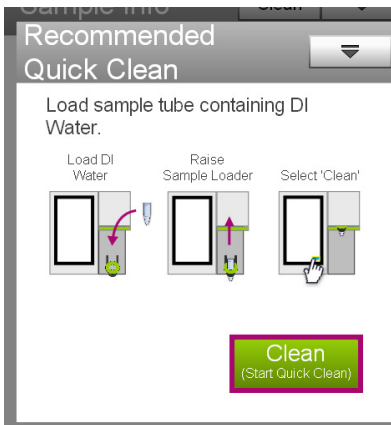 Sample Info
Clean
Recommended
Quick Clean
Load sample tube containing DI
Water.
Load DI
Water
Raise
Sample Loader
Select 'Clean'
Clean
(Start Quick Clean)